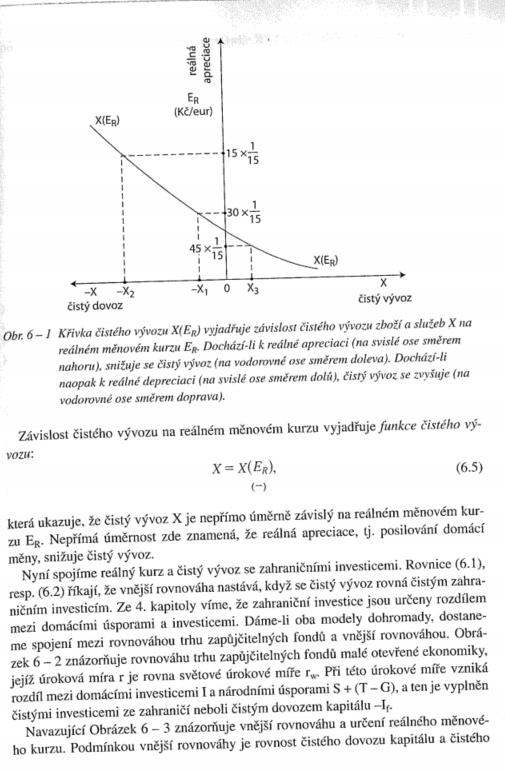 reálná
apreciace
E_R
(Kč/eur)
X(E_R)
15 × 1/15
30 × 1/15
45 × 1/15
X(E_R)
–X –X₂ –X₁ 0 X₃ X
čistý dovoz čistý vývoz
Obr. 6 – 1 Křivka čistého vývozu X(E_R) vyjadřuje závislost čistého vývozu zboží a služeb X na
reálném měnovém kurzu E_R. Dochází-li k reálné apreciaci (na svislé ose směrem
nahoru), snižuje se čistý vývoz (na vodorovné ose směrem doleva). Dochází-li
naopak k reálné depreciaci (na svislé ose směrem dolů), čistý vývoz se zvyšuje (na
vodorovné ose směrem doprava).
Závislost čistého vývozu na reálném měnovém kurzu vyjadřuje funkce čistého vý-
vozu:
X = X(E_R), (6.5)
(–)
která ukazuje, že čistý vývoz X je nepřímo úměrně závislý na reálném měnovém kur-
zu E_R. Nepřímá úměrnost zde znamená, že reálná apreciace, tj. posilování domácí
měny, snižuje čistý vývoz.
Nyní spojíme reálný kurz a čistý vývoz se zahraničními investicemi. Rovnice (6.1),
resp. (6.2) říkají, že vnější rovnováha nastává, když se čistý vývoz rovná čistým zahra-
ničním investicím. Ze 4. kapitoly víme, že zahraniční investice jsou určeny rozdílem
mezi domácími úsporami a investicemi. Dáme-li oba modely dohromady, dostane-
me spojení mezi rovnováhou trhu zapůjčitelných fondů a vnější rovnováhou. Obrá-
zek 6 – 2 znázorňuje rovnováhu trhu zapůjčitelných fondů malé otevřené ekonomiky,
jejíž úroková míra r je rovna světové úrokové míře r_w. Při této úrokové míře vzniká
rozdíl mezi domácími investicemi I a národními úsporami S + (T – G), a ten je vyplněn
čistými investicemi ze zahraničí neboli čistým dovozem kapitálu –I_f.
Navazující Obrázek 6 – 3 znázorňuje vnější rovnováhu a určení reálného měnové-
ho kurzu. Podmínkou vnější rovnováhy je rovnost čistého dovozu kapitálu a čistého